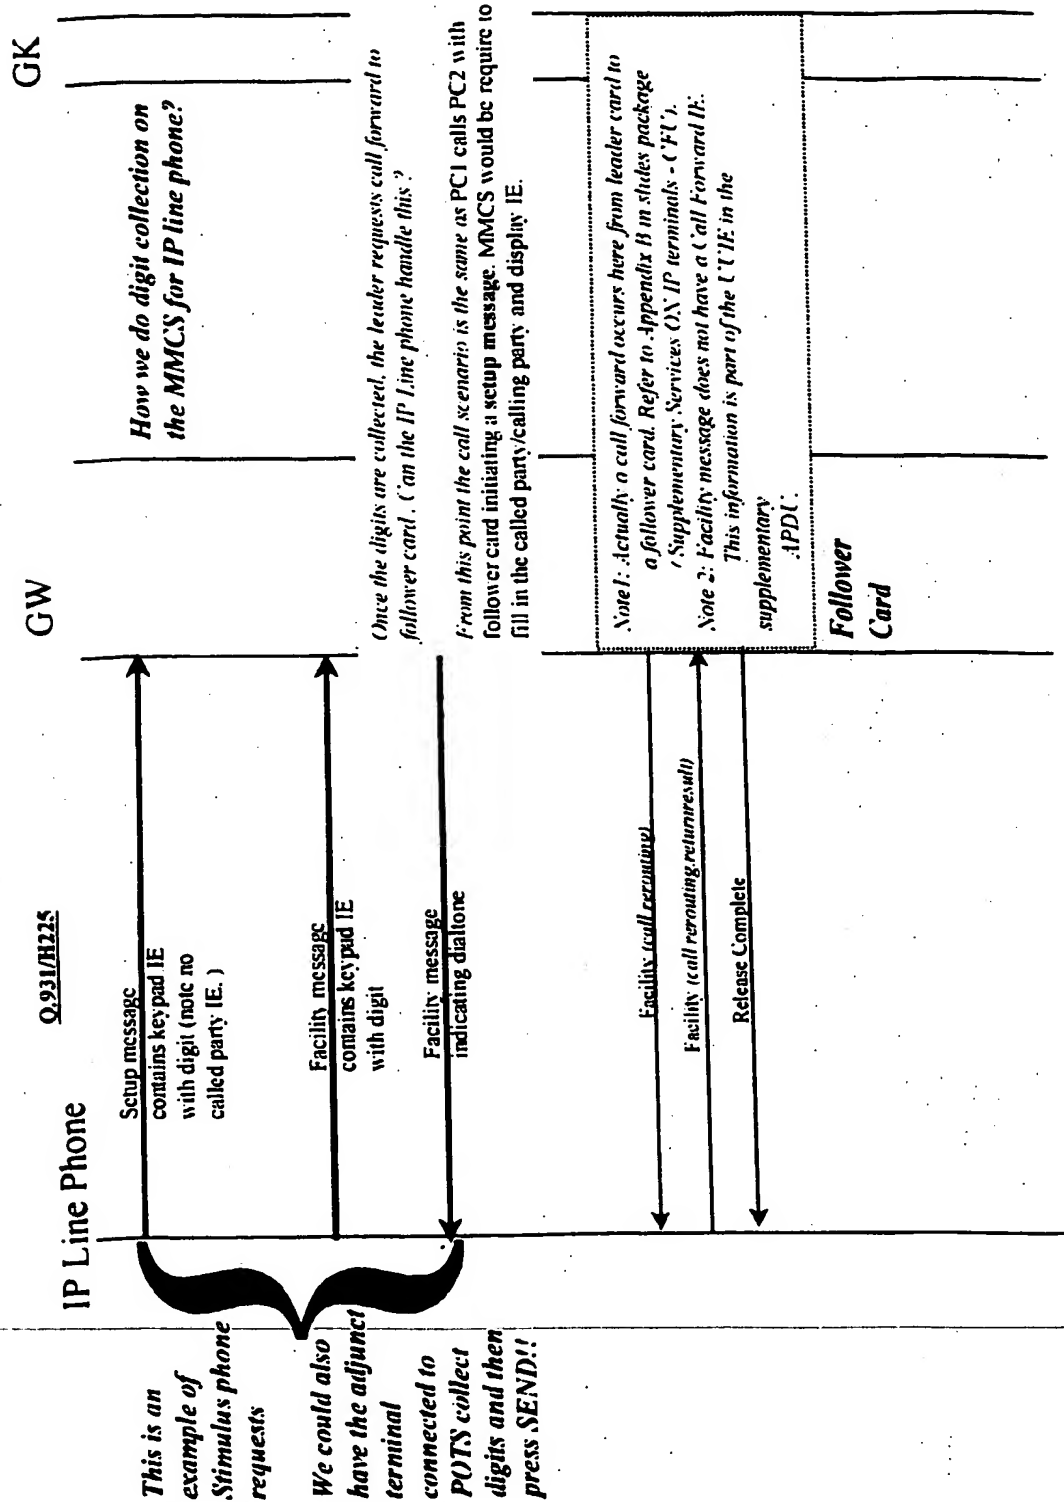 How we do digit collection on
the MMCS for IP line phone?
GK
GW
Q.931/H225
IP Line Phone
This is an
example of
Stimulus phone
requests
We could also
have the adjunct
terminal
connected to
POTS collect
digits and then
press SEND!!
Setup message
contains keypad IE
with digit (note no
called party IE. )
Facility message
contains keypad IE
with digit
Facility message
indicating dialtone
Once the digits are collected, the leader requests call forward to
follower card. Can the IP Line phone handle this ?
From this point the call scenario is the same as PC1 calls PC2 with
follower card initiating a setup message. MMCS would be require to
fill in the called party/calling party and display IE.
Facility (call rerouting)
Facility (call rerouting.returnresult)
Release Complete
Note1: Actually a call forward occurs here from leader card to
a follower card. Refer to Appendix B in slides package
(Supplementary Services ON IP terminals - CFU).
Note 2: Facility message does not have a Call Forward IE.
This information is part of the UUIE in the
supplementary
APDU.
Follower
Card